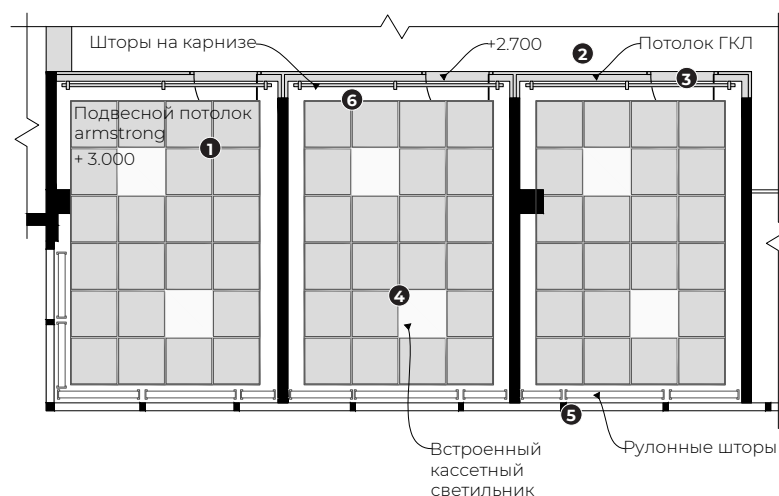 Шторы на карнизе
+2.700
2
Потолок ГКЛ
3
6
Подвесной потолок
armstrong
+ 3.000
1
4
5
Встроенный
кассетный
светильник
Рулонные шторы